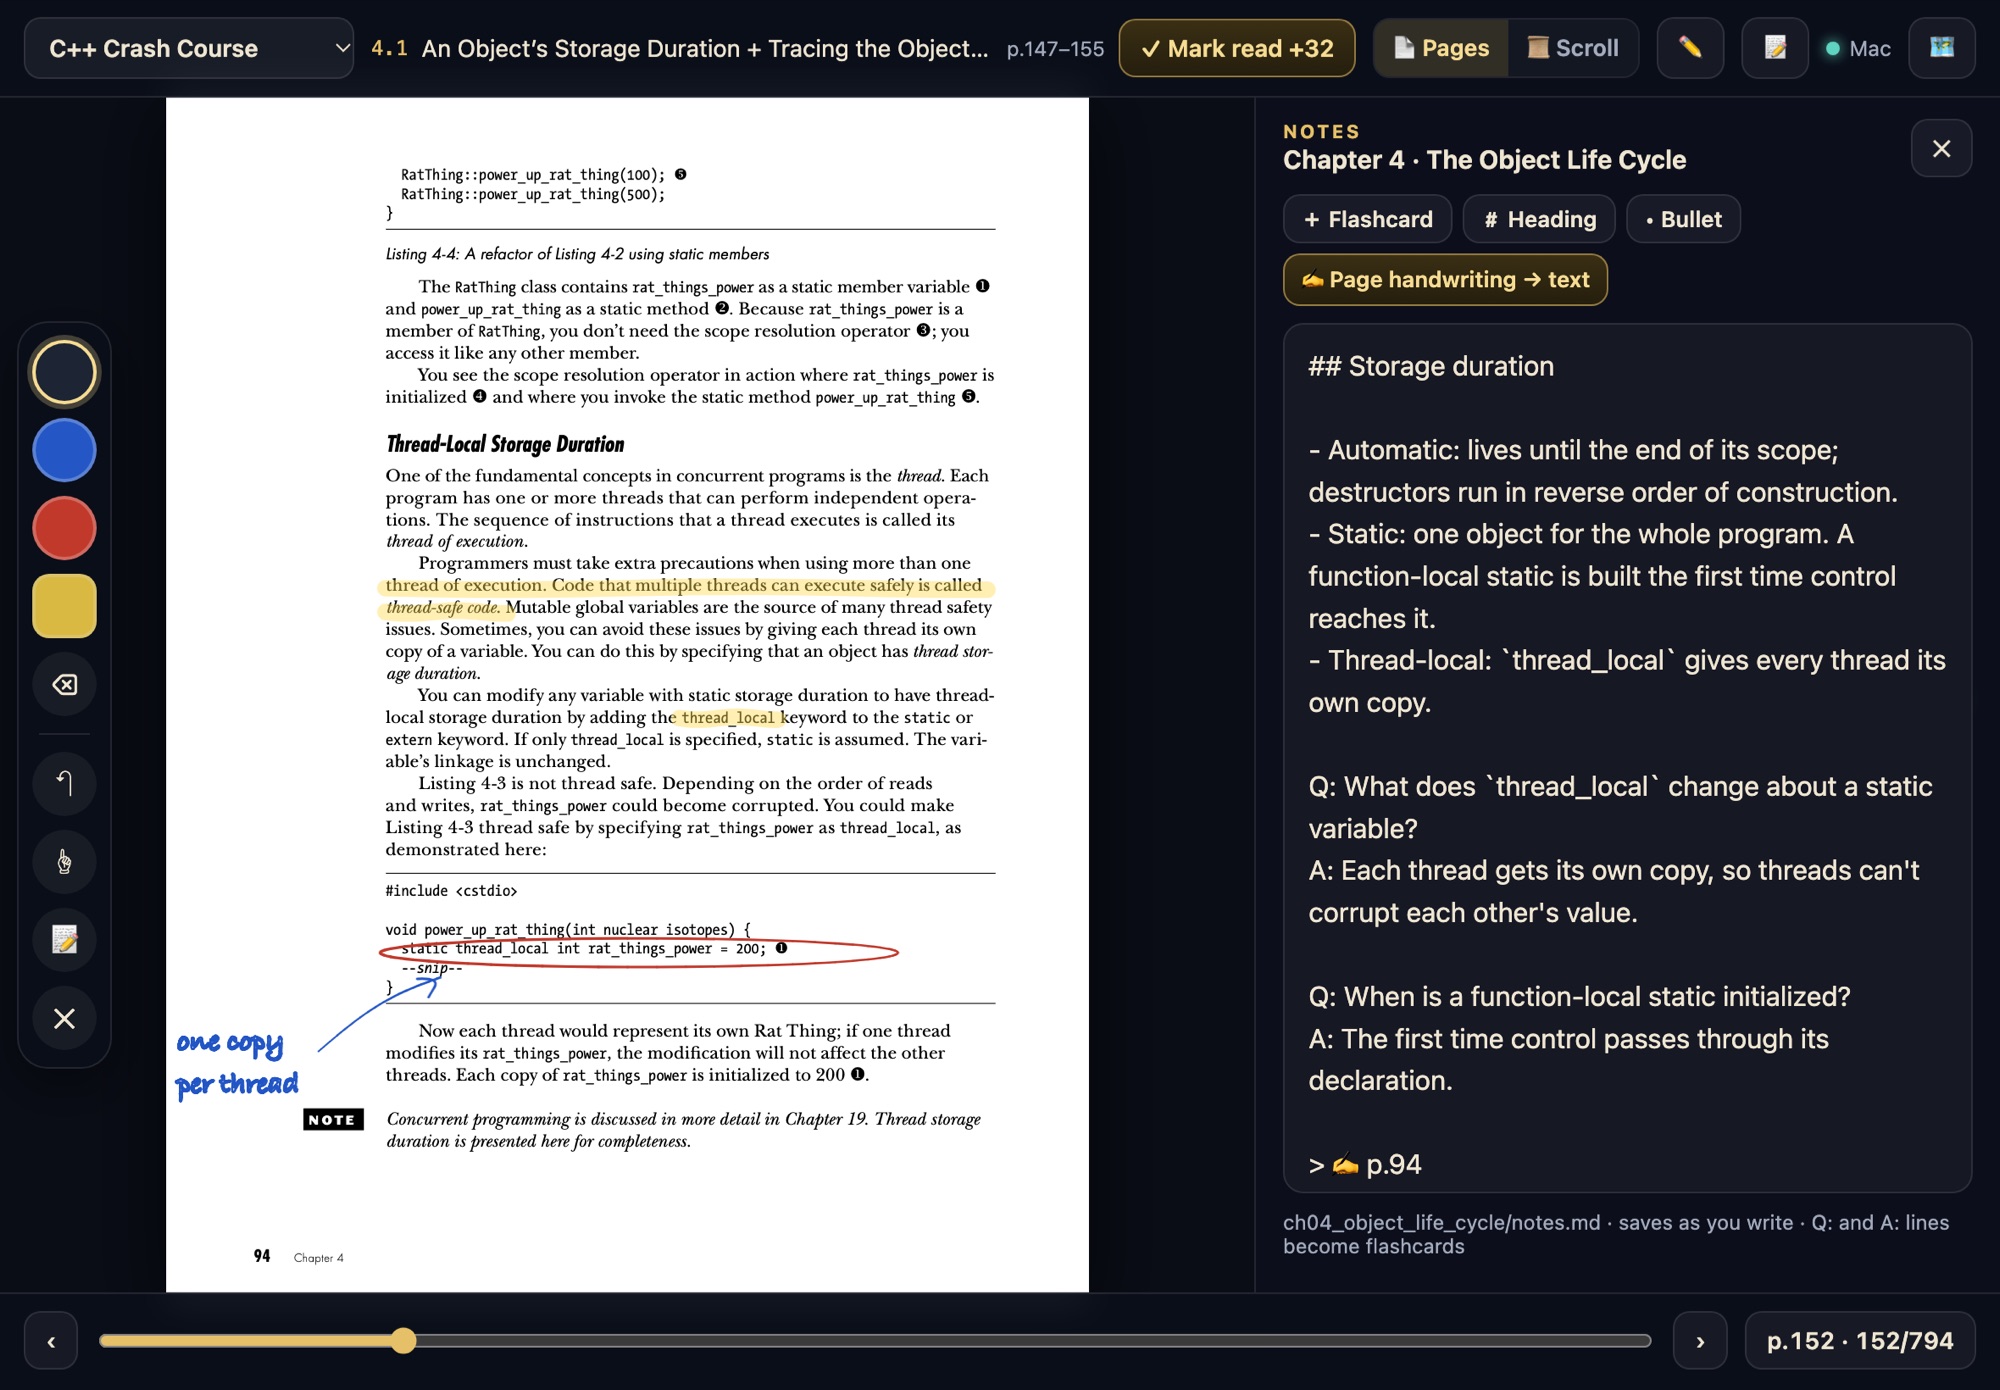 C++ Crash Course
4.1 An Object's Storage Duration + Tracing the Object... p.147–155
✓ Mark read +32
Pages
Scroll
Mac
RatThing::power_up_rat_thing(100); ❺
RatThing::power_up_rat_thing(500);
}
Listing 4-4: A refactor of Listing 4-2 using static members
The RatThing class contains rat_things_power as a static member variable ❶
and power_up_rat_thing as a static method ❷. Because rat_things_power is a
member of RatThing, you don't need the scope resolution operator ❸; you
access it like any other member.
You see the scope resolution operator in action where rat_things_power is
initialized ❹ and where you invoke the static method power_up_rat_thing ❺.
Thread-Local Storage Duration
One of the fundamental concepts in concurrent programs is the thread. Each
program has one or more threads that can perform independent opera-
tions. The sequence of instructions that a thread executes is called its
thread of execution.
Programmers must take extra precautions when using more than one
thread of execution. Code that multiple threads can execute safely is called
thread-safe code. Mutable global variables are the source of many thread safety
issues. Sometimes, you can avoid these issues by giving each thread its own
copy of a variable. You can do this by specifying that an object has thread stor-
age duration.
You can modify any variable with static storage duration to have thread-
local storage duration by adding the thread_local keyword to the static or
extern keyword. If only thread_local is specified, static is assumed. The vari-
able's linkage is unchanged.
Listing 4-3 is not thread safe. Depending on the order of reads
and writes, rat_things_power could become corrupted. You could make
Listing 4-3 thread safe by specifying rat_things_power as thread_local, as
demonstrated here:
#include <cstdio>
void power_up_rat_thing(int nuclear_isotopes) {
static thread_local int rat_things_power = 200; ❶
--snip--
}
one copy
per thread
Now each thread would represent its own Rat Thing; if one thread
modifies its rat_things_power, the modification will not affect the other
threads. Each copy of rat_things_power is initialized to 200 ❶.
NOTE
Concurrent programming is discussed in more detail in Chapter 19. Thread storage
duration is presented here for completeness.
94 Chapter 4
NOTES
Chapter 4 · The Object Life Cycle
+ Flashcard
# Heading
• Bullet
✍️ Page handwriting → text
## Storage duration
- Automatic: lives until the end of its scope;
destructors run in reverse order of construction.
- Static: one object for the whole program. A
function-local static is built the first time control
reaches it.
- Thread-local: `thread_local` gives every thread its
own copy.
Q: What does `thread_local` change about a static
variable?
A: Each thread gets its own copy, so threads can't
corrupt each other's value.
Q: When is a function-local static initialized?
A: The first time control passes through its
declaration.
> ✍️ p.94
ch04_object_life_cycle/notes.md · saves as you write · Q: and A: lines
become flashcards
p.152 · 152/794